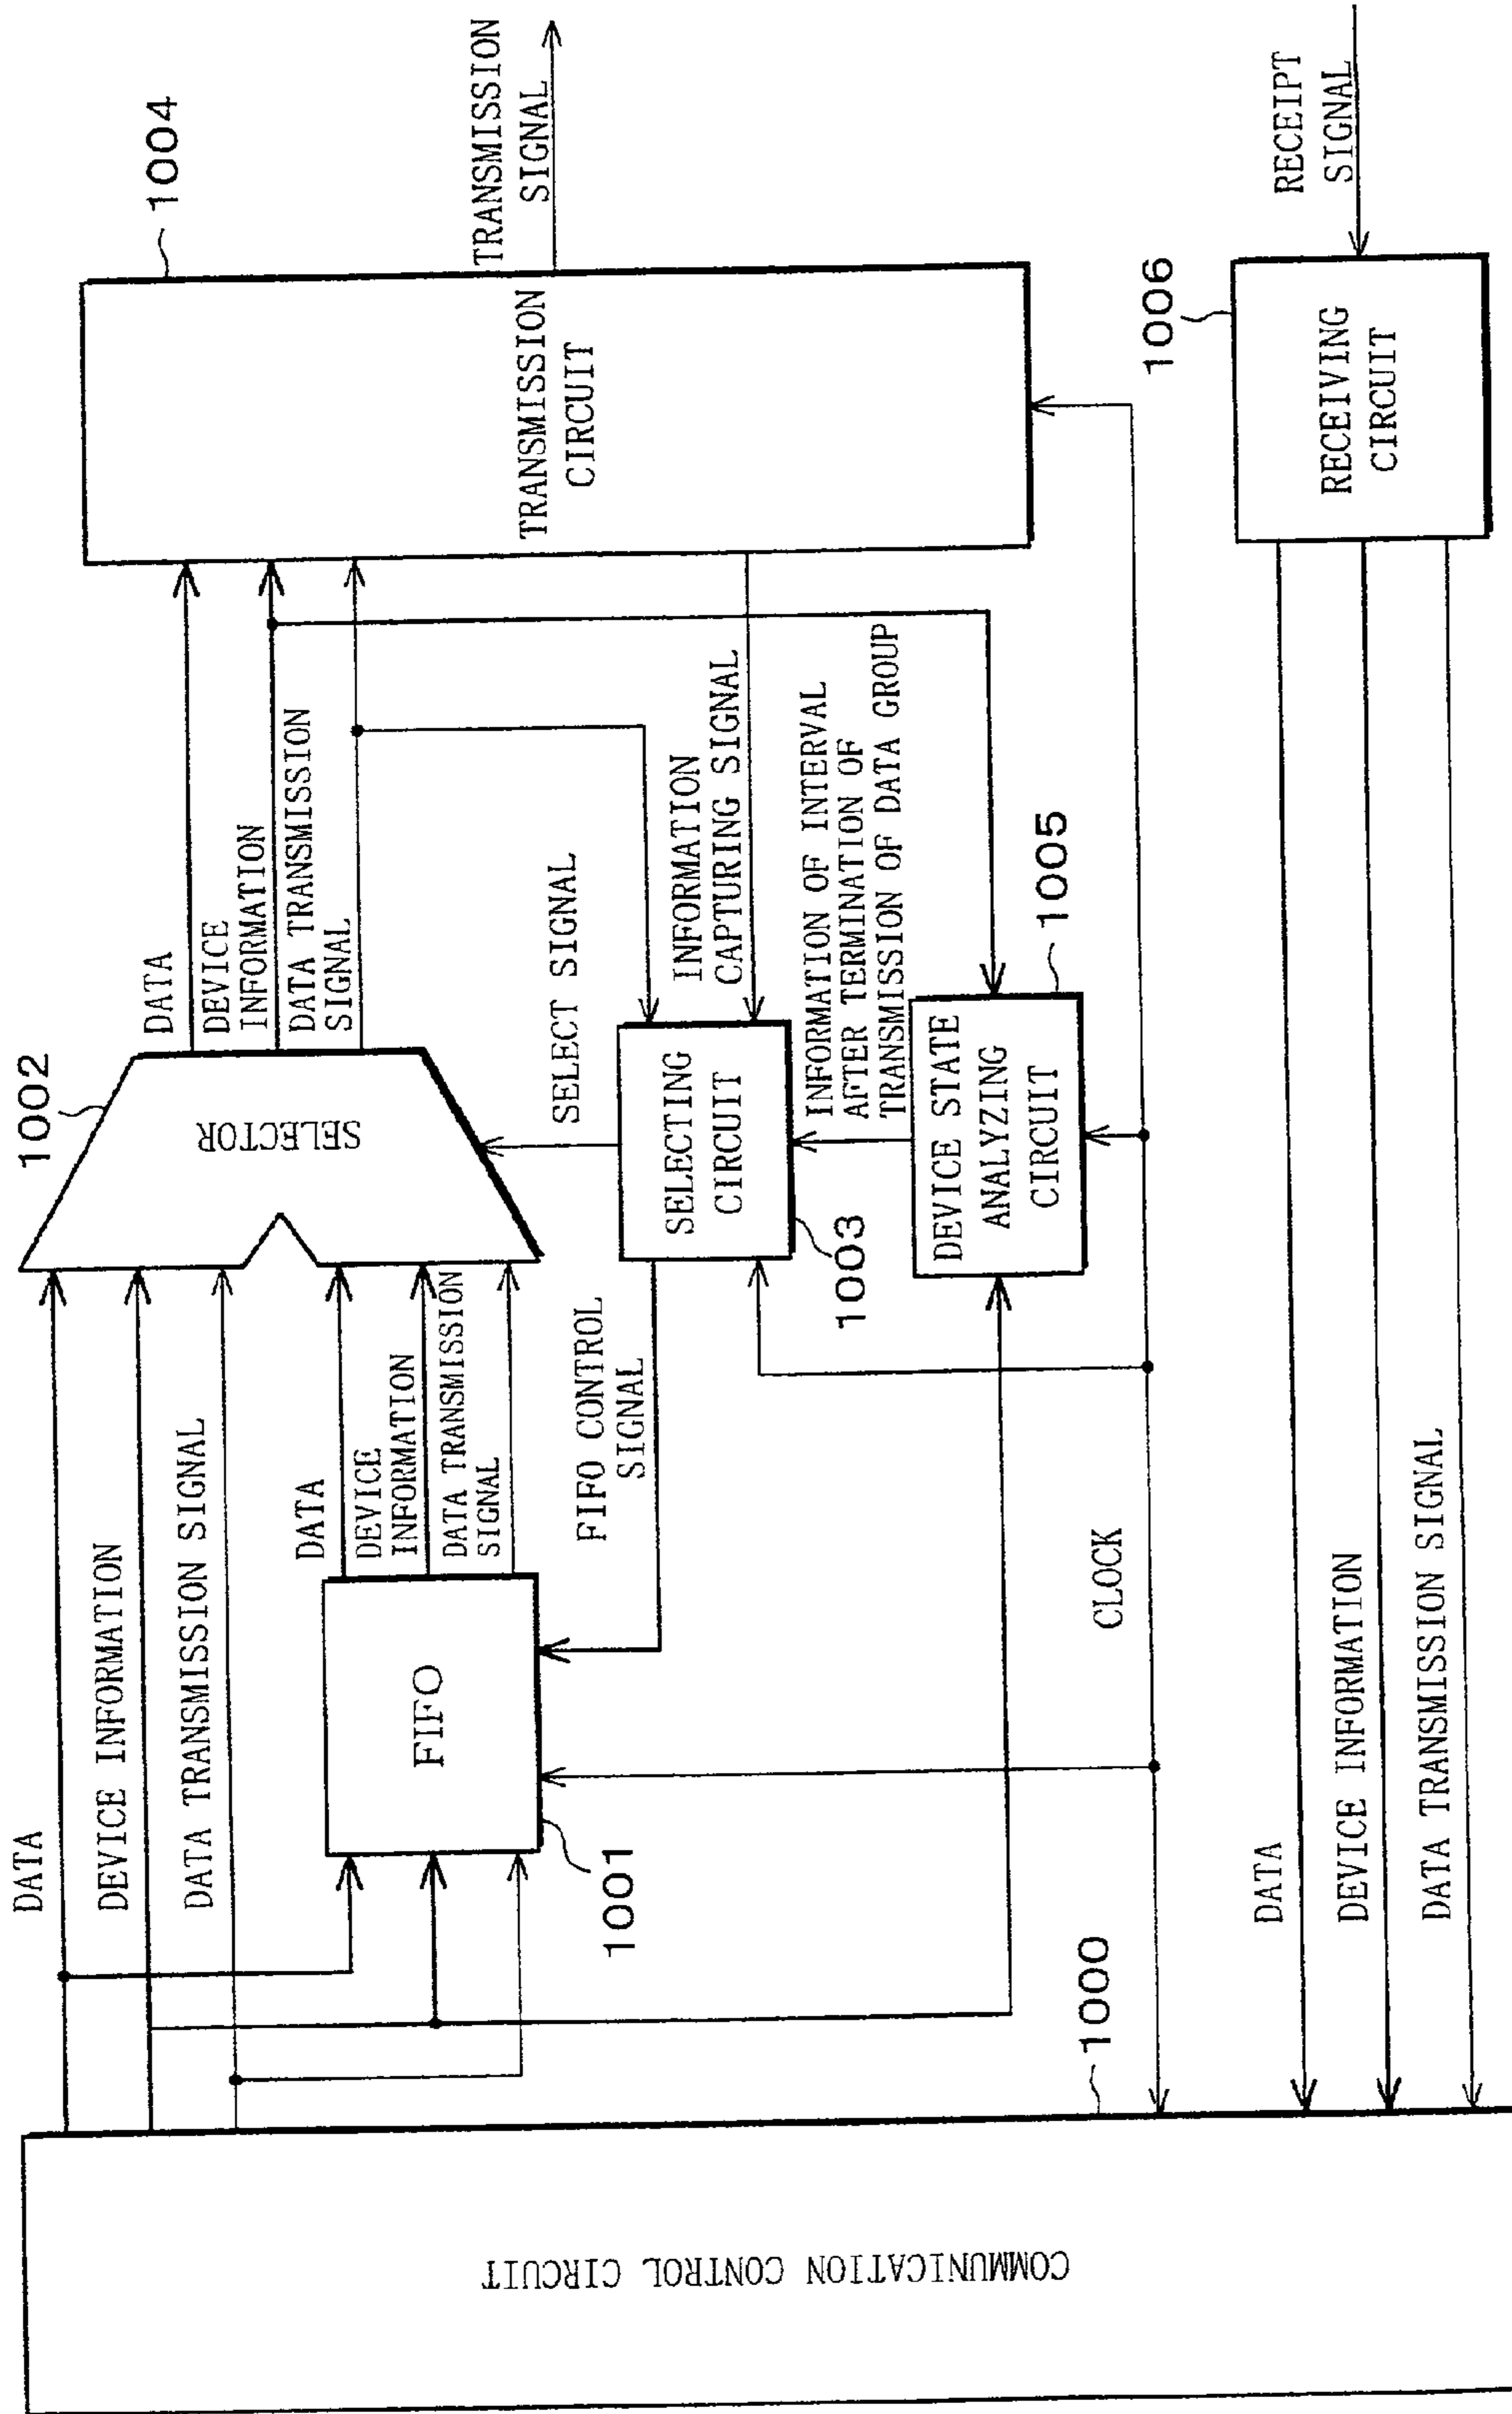 COMMUNICATION CONTROL CIRCUIT
1000
DATA
DEVICE INFORMATION
DATA TRANSMISSION SIGNAL
FIFO
1001
DATA
DEVICE
INFORMATION
DATA TRANSMISSION
SIGNAL
FIFO CONTROL
SIGNAL
CLOCK
SELECTOR
1002
SELECT SIGNAL
SELECTING
CIRCUIT
1003
DEVICE STATE
ANALYZING
CIRCUIT
1005
DATA
DEVICE
INFORMATION
DATA TRANSMISSION
SIGNAL
INFORMATION
CAPTURING SIGNAL
INFORMATION OF INTERVAL
AFTER TERMINATION OF
TRANSMISSION OF DATA GROUP
TRANSMISSION
CIRCUIT
1004
TRANSMISSION
SIGNAL
RECEIPT
SIGNAL
RECEIVING
CIRCUIT
1006
DATA
DEVICE INFORMATION
DATA TRANSMISSION SIGNAL